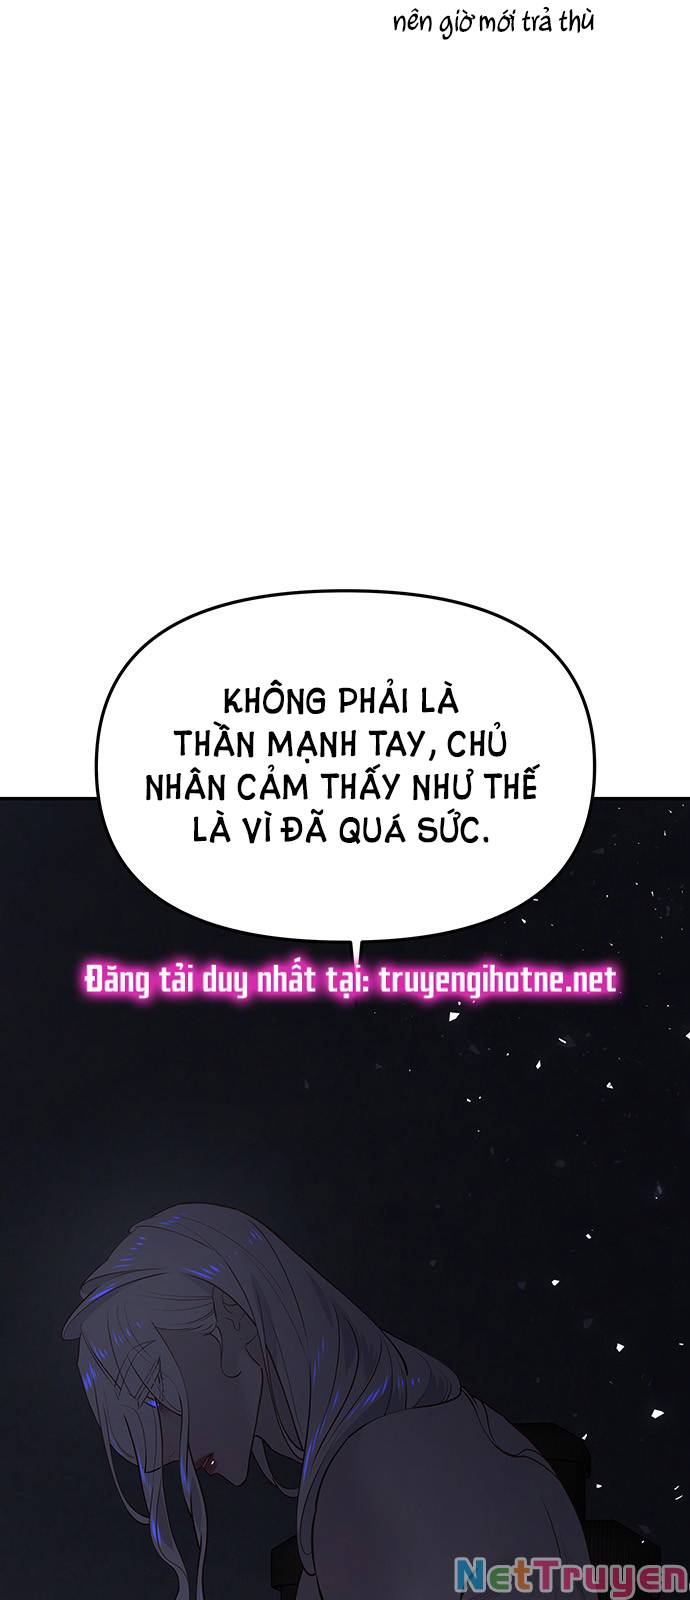 nên giờ mới trả thù
KHÔNG PHẢI LÀ
THẦN MẠNH TAY, CHỦ
NHÂN CẢM THẤY NHƯ THẾ
LÀ VÌ ĐÃ QUÁ SỨC.
Đăng tải duy nhất tại: truyengihotne.net
NetTruyen